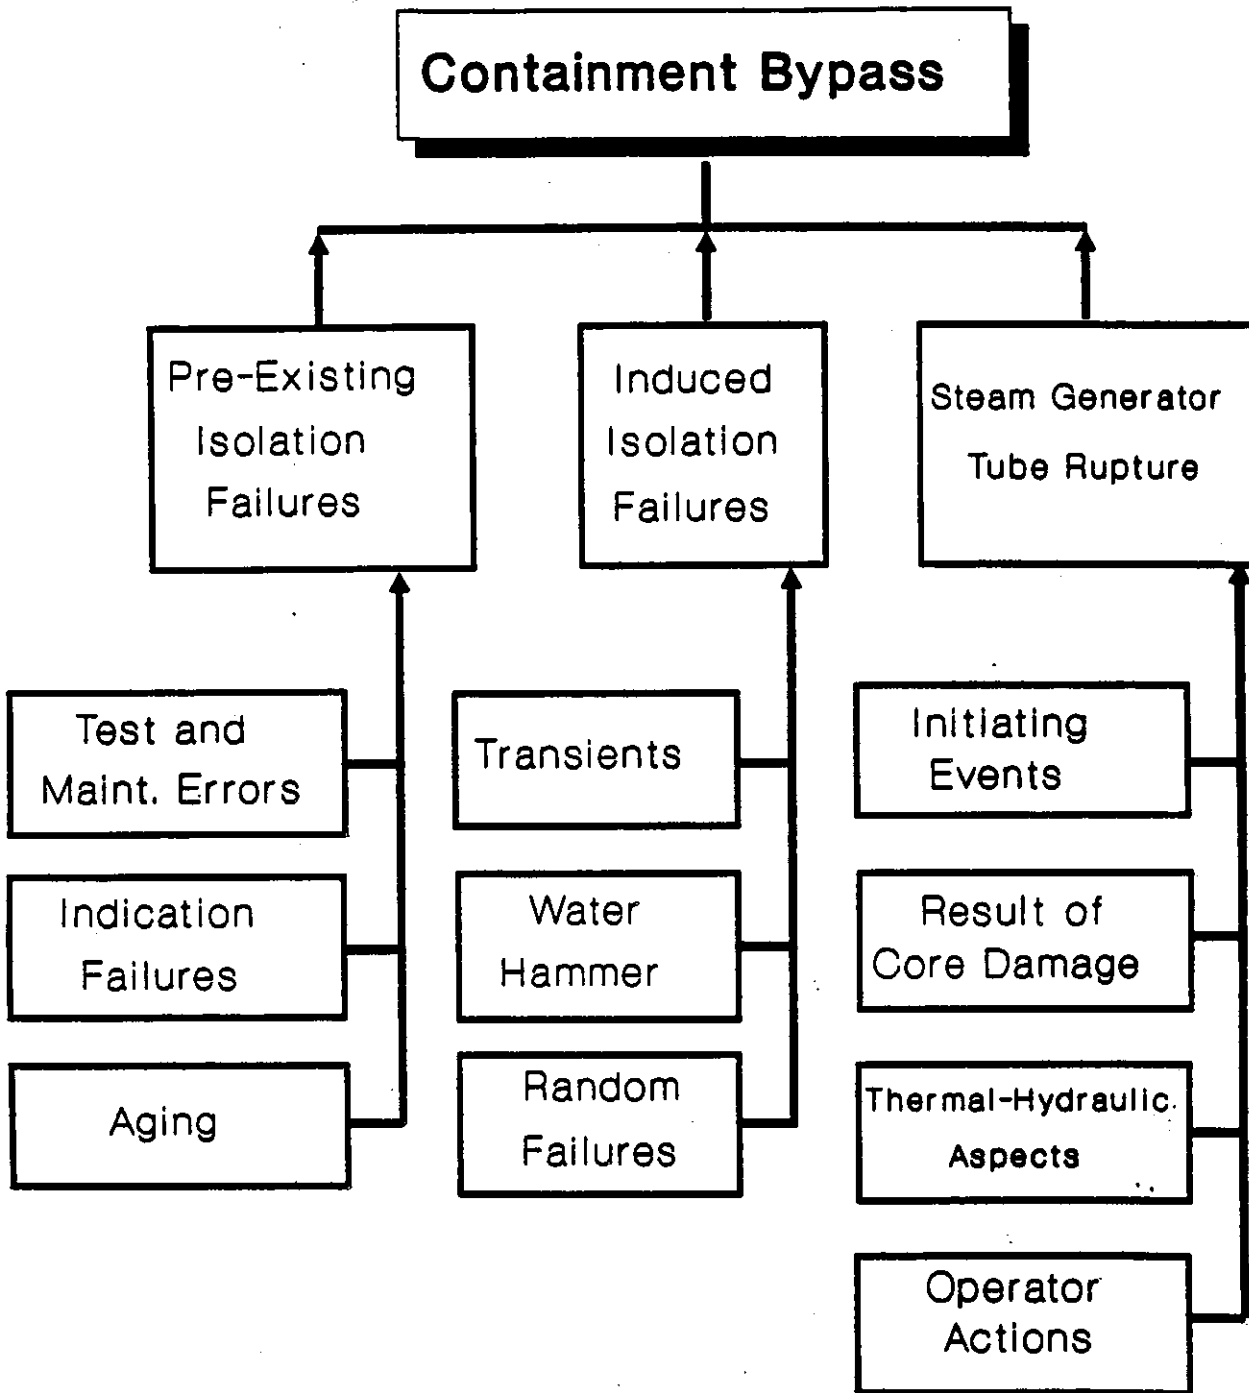 Containment Bypass
Pre-Existing
Isolation
Failures
Induced
Isolation
Failures
Steam Generator
Tube Rupture
Test and
Maint. Errors
Indication
Failures
Aging
Transients
Water
Hammer
Random
Failures
Initiating
Events
Result of
Core Damage
Thermal-Hydraulic
Aspects
Operator
Actions